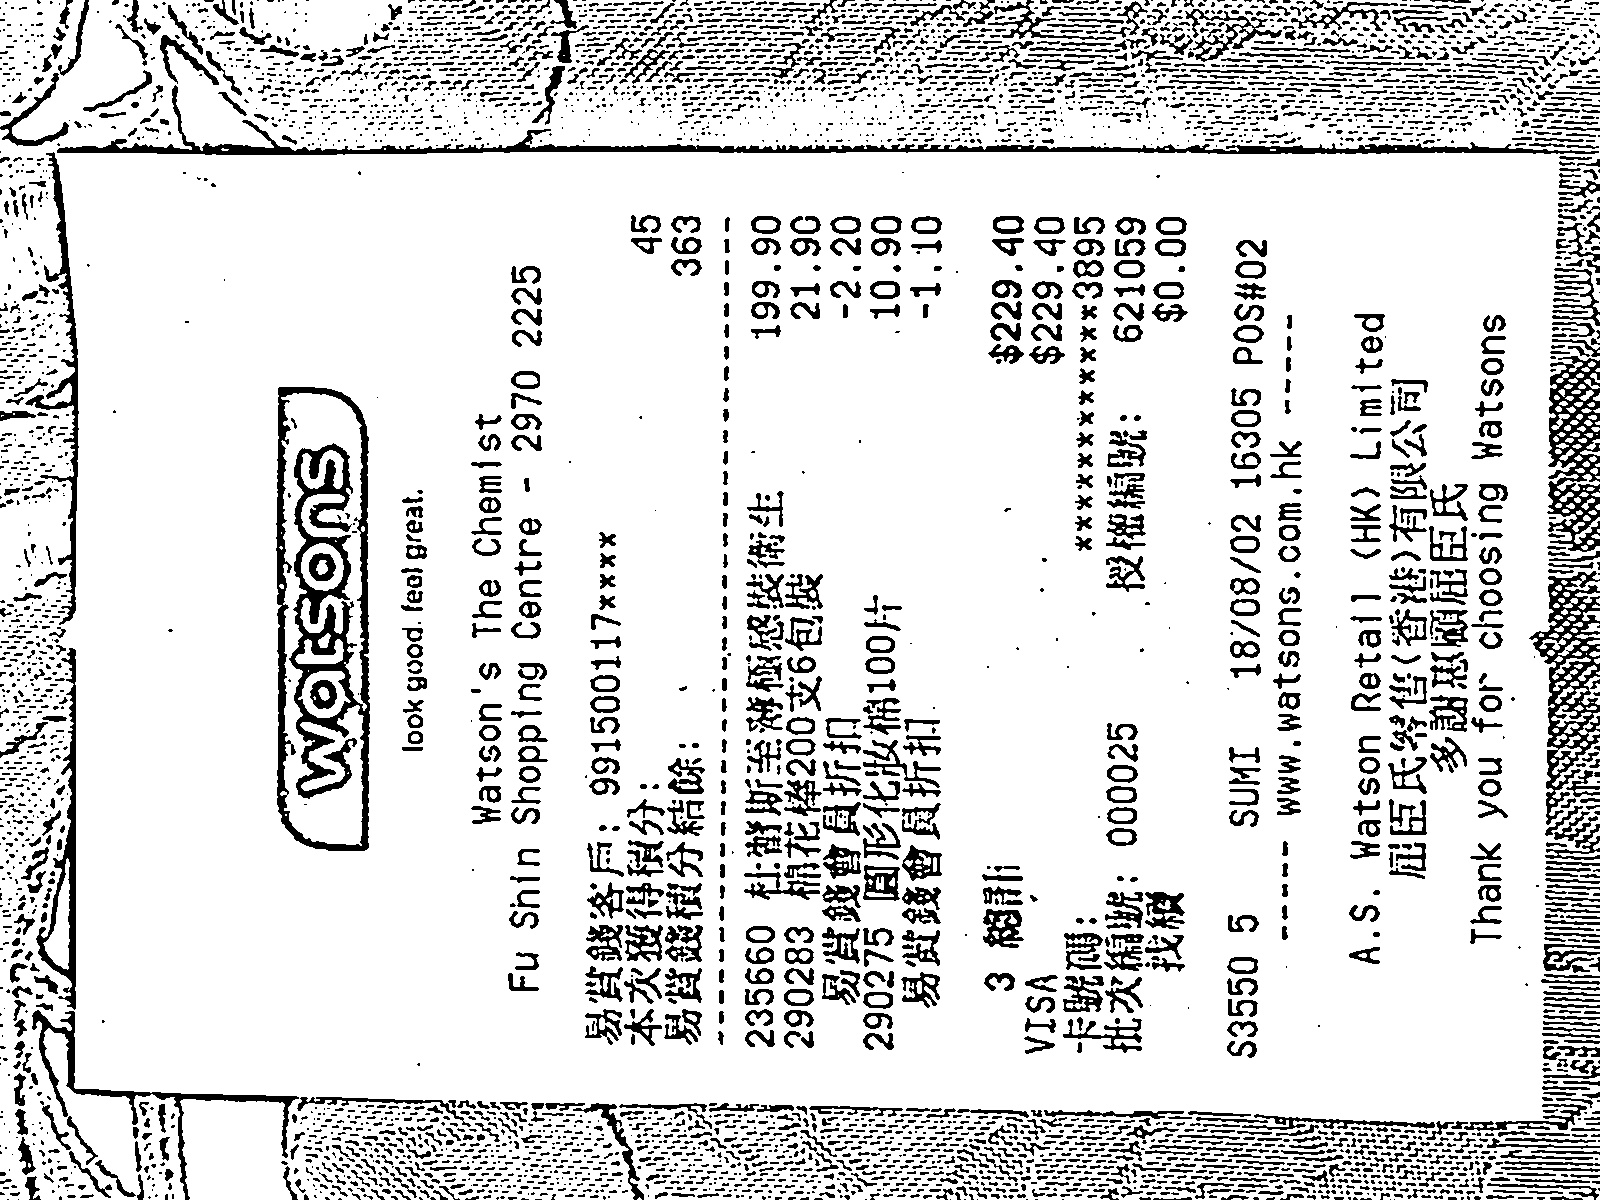 watsons
look good. feel great.
Watson's The Chemist
Fu Shin Shopping Centre - 2970 2225
易賞錢客戶: 9915000117****
本次獲得積分: 45
易賞錢積分結餘: 363
235660 杜蕾斯至薄極感裝衛生 199.90
290283 棉花棒200支6包裝 21.90
易賞錢會員折扣 -2.20
290275 圓形化妝棉100片 10.90
易賞錢會員折扣 -1.10
3 總計 $229.40
VISA $229.40
卡號碼: ************3895
批次編號: 000025 授權編號: 621059
找續 $0.00
S3550 5 SUMI 18/08/02 16305 POS#02
----- www.watsons.com.hk -----
A.S. Watson Retail (HK) Limited
屈臣氏零售(香港)有限公司
多謝惠顧屈臣氏
Thank you for choosing Watsons